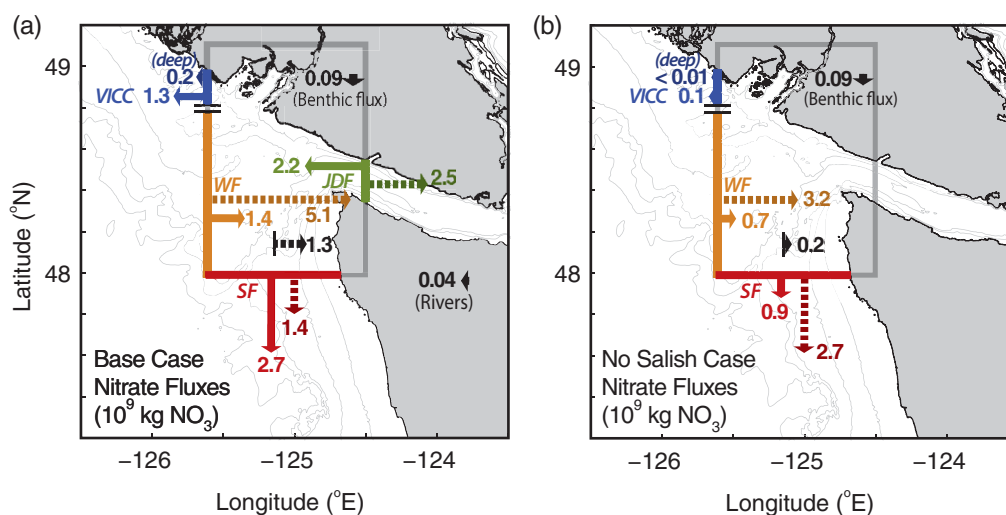 (a)
(b)
Latitude (°N)
49
48
(deep)
0.2
VICC 1.3
0.09
(Benthic flux)
2.2
JDF
2.5
WF
5.1
1.4
1.3
0.04
(Rivers)
SF
1.4
2.7
Base Case
Nitrate Fluxes
(10⁹ kg NO₃)
−126
−125
−124
Longitude (°E)
49
48
(deep)
< 0.01
VICC 0.1
0.09
(Benthic flux)
WF
3.2
0.7
0.2
SF
0.9
2.7
No Salish Case
Nitrate Fluxes
(10⁹ kg NO₃)
−126
−125
−124
Longitude (°E)